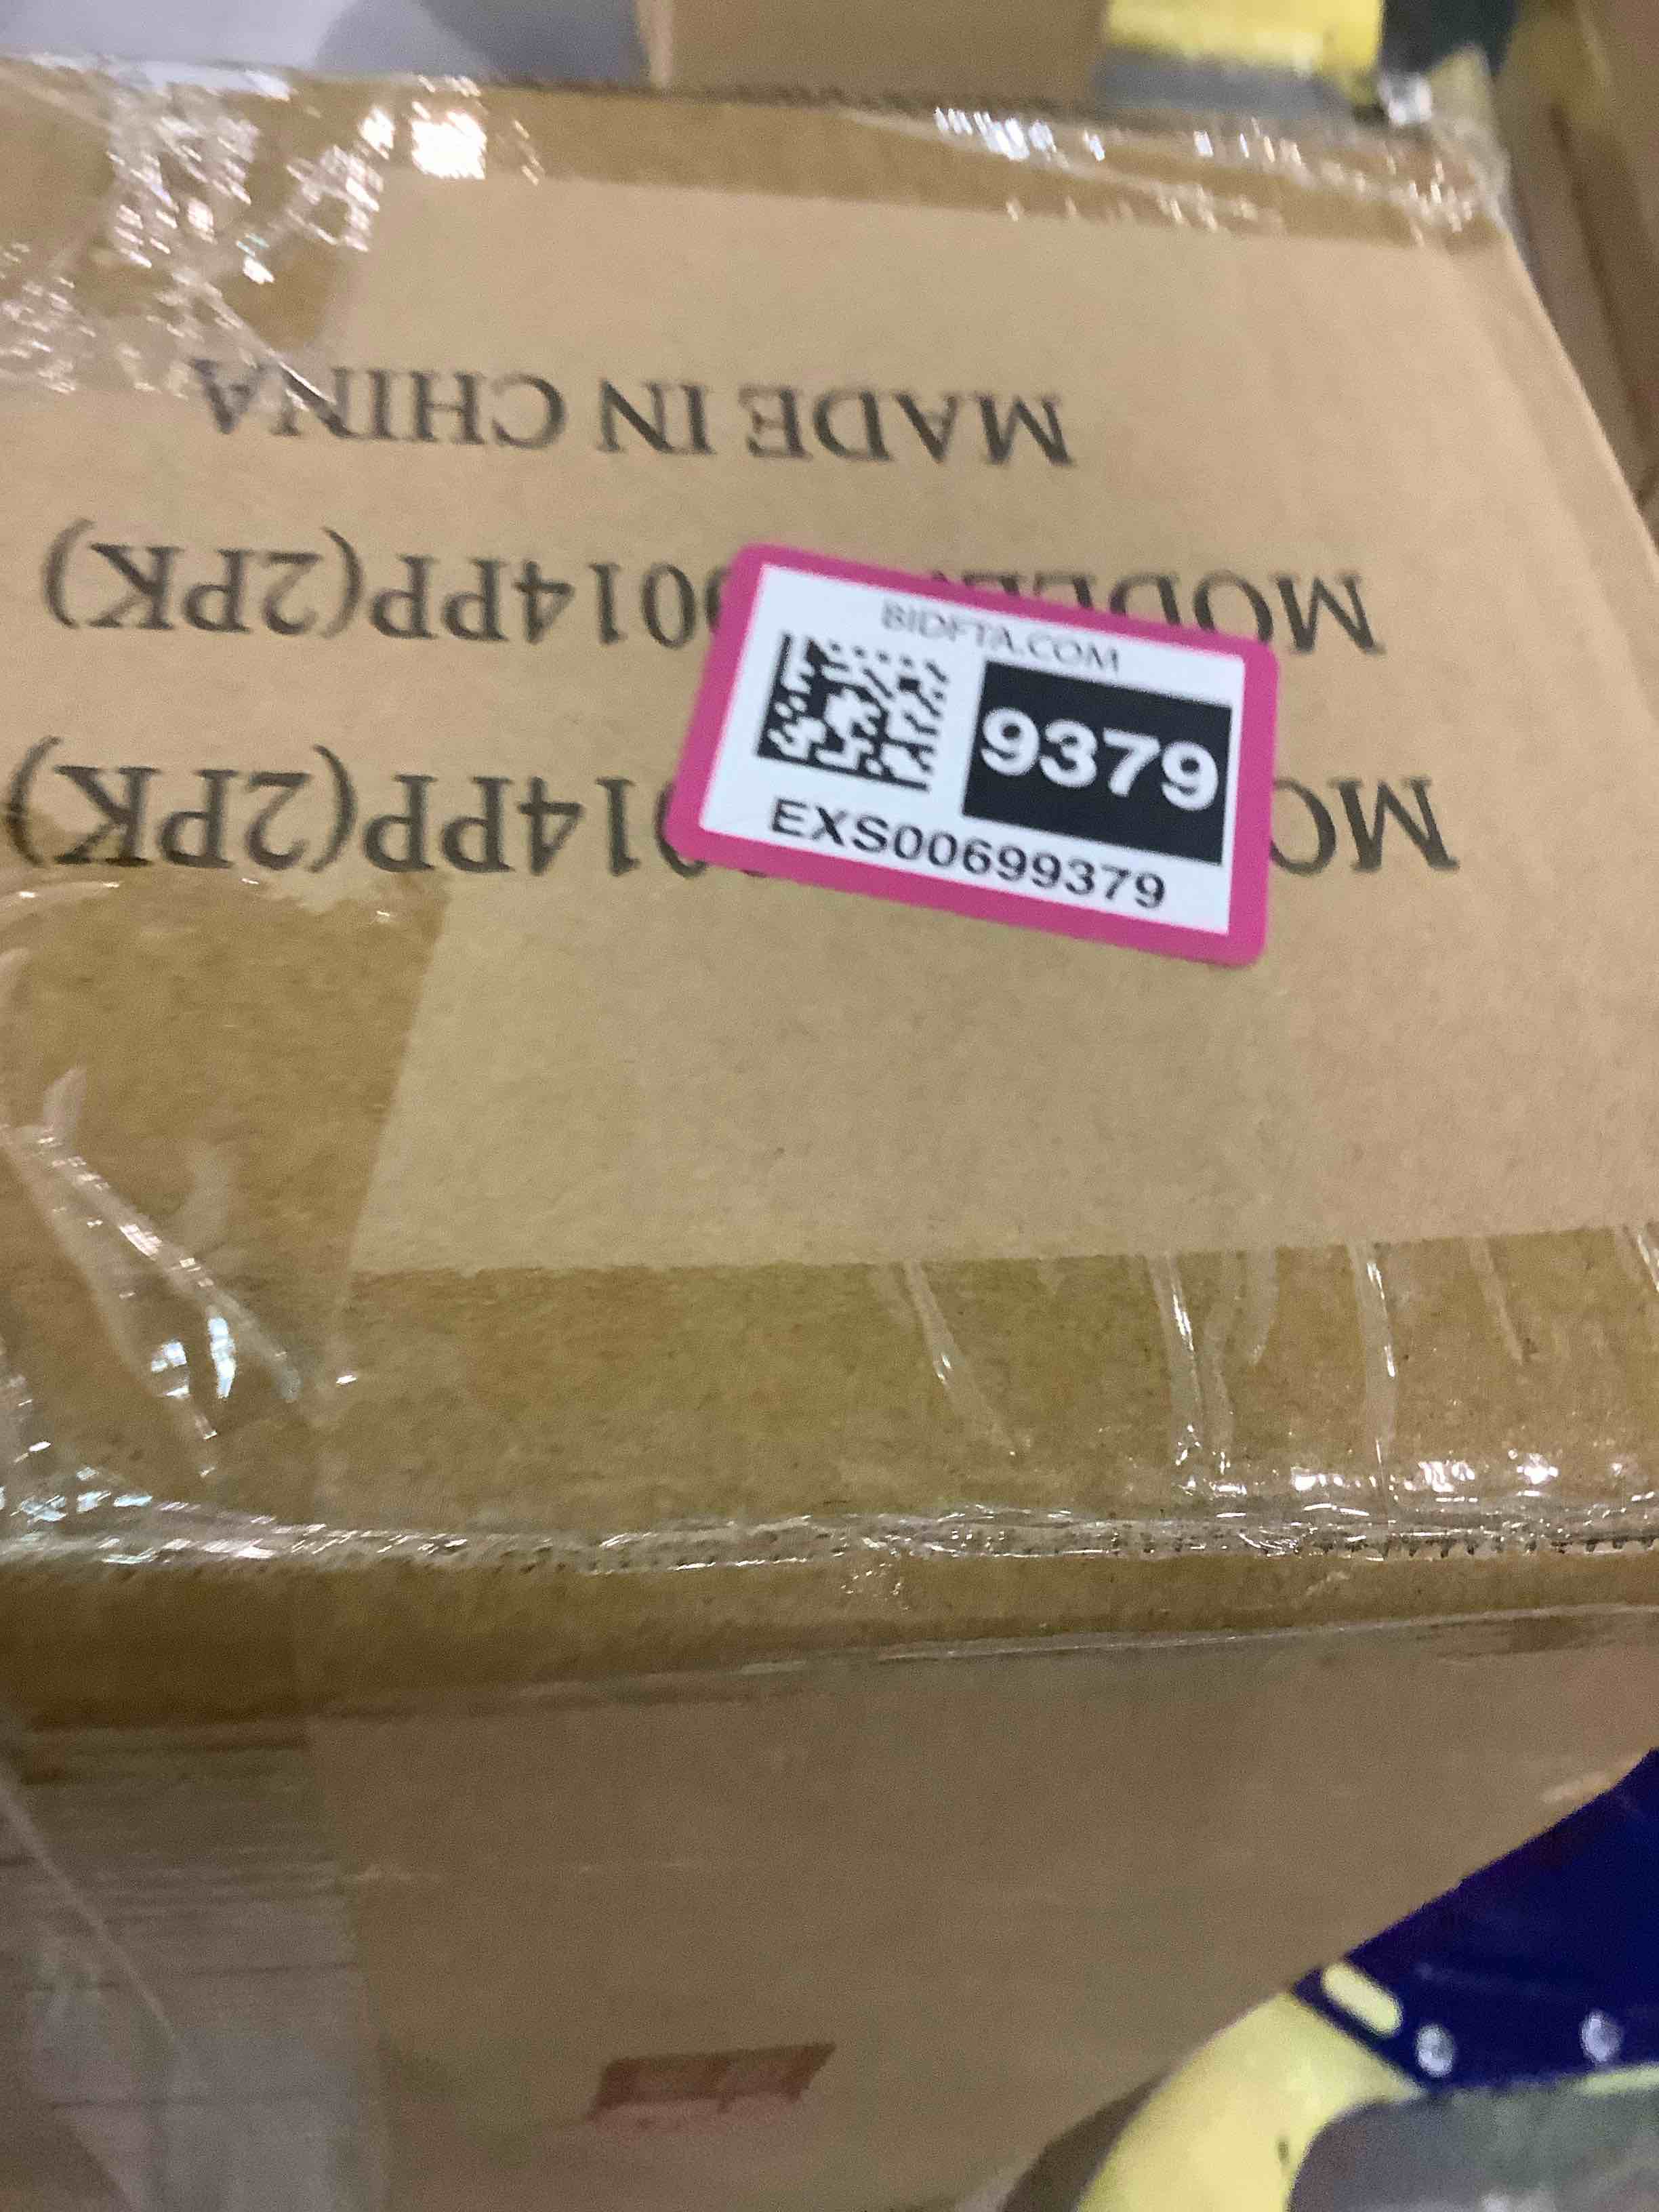 BIDFTA.COM
9379
EXS00699379
014PP(2PK)
014PP(2PK)
MADE IN CHINA